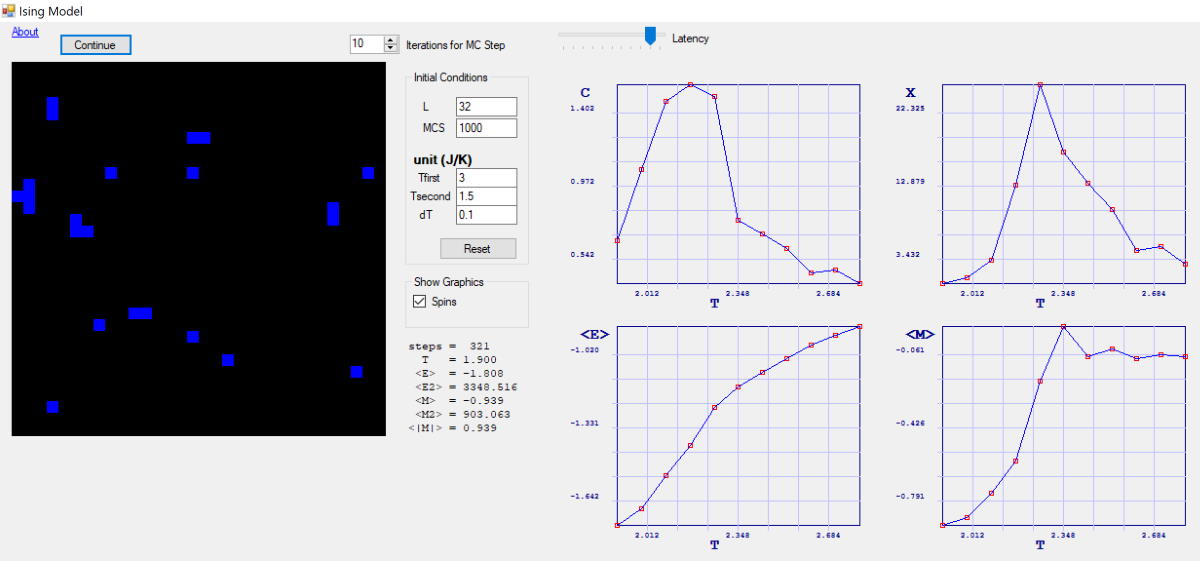 Ising Model
About
Continue
10
Iterations for MC Step
Latency
Initial Conditions
L
32
MCS
1000
unit (J/K)
Tfirst
3
Tsecond
1.5
dT
0.1
Reset
Show Graphics
Spins
steps = 321
T = 1.900
<E> = -1.808
<E2> = 3348.516
<M> = -0.939
<M2> = 903.063
<|M|> = 0.939
C
1.402
0.972
0.542
2.012 2.348 2.684
T
X
22.325
12.879
3.432
2.012 2.348 2.684
T
<E>
-1.020
-1.331
-1.642
2.012 2.348 2.684
T
<M>
-0.061
-0.426
-0.791
2.012 2.348 2.684
T